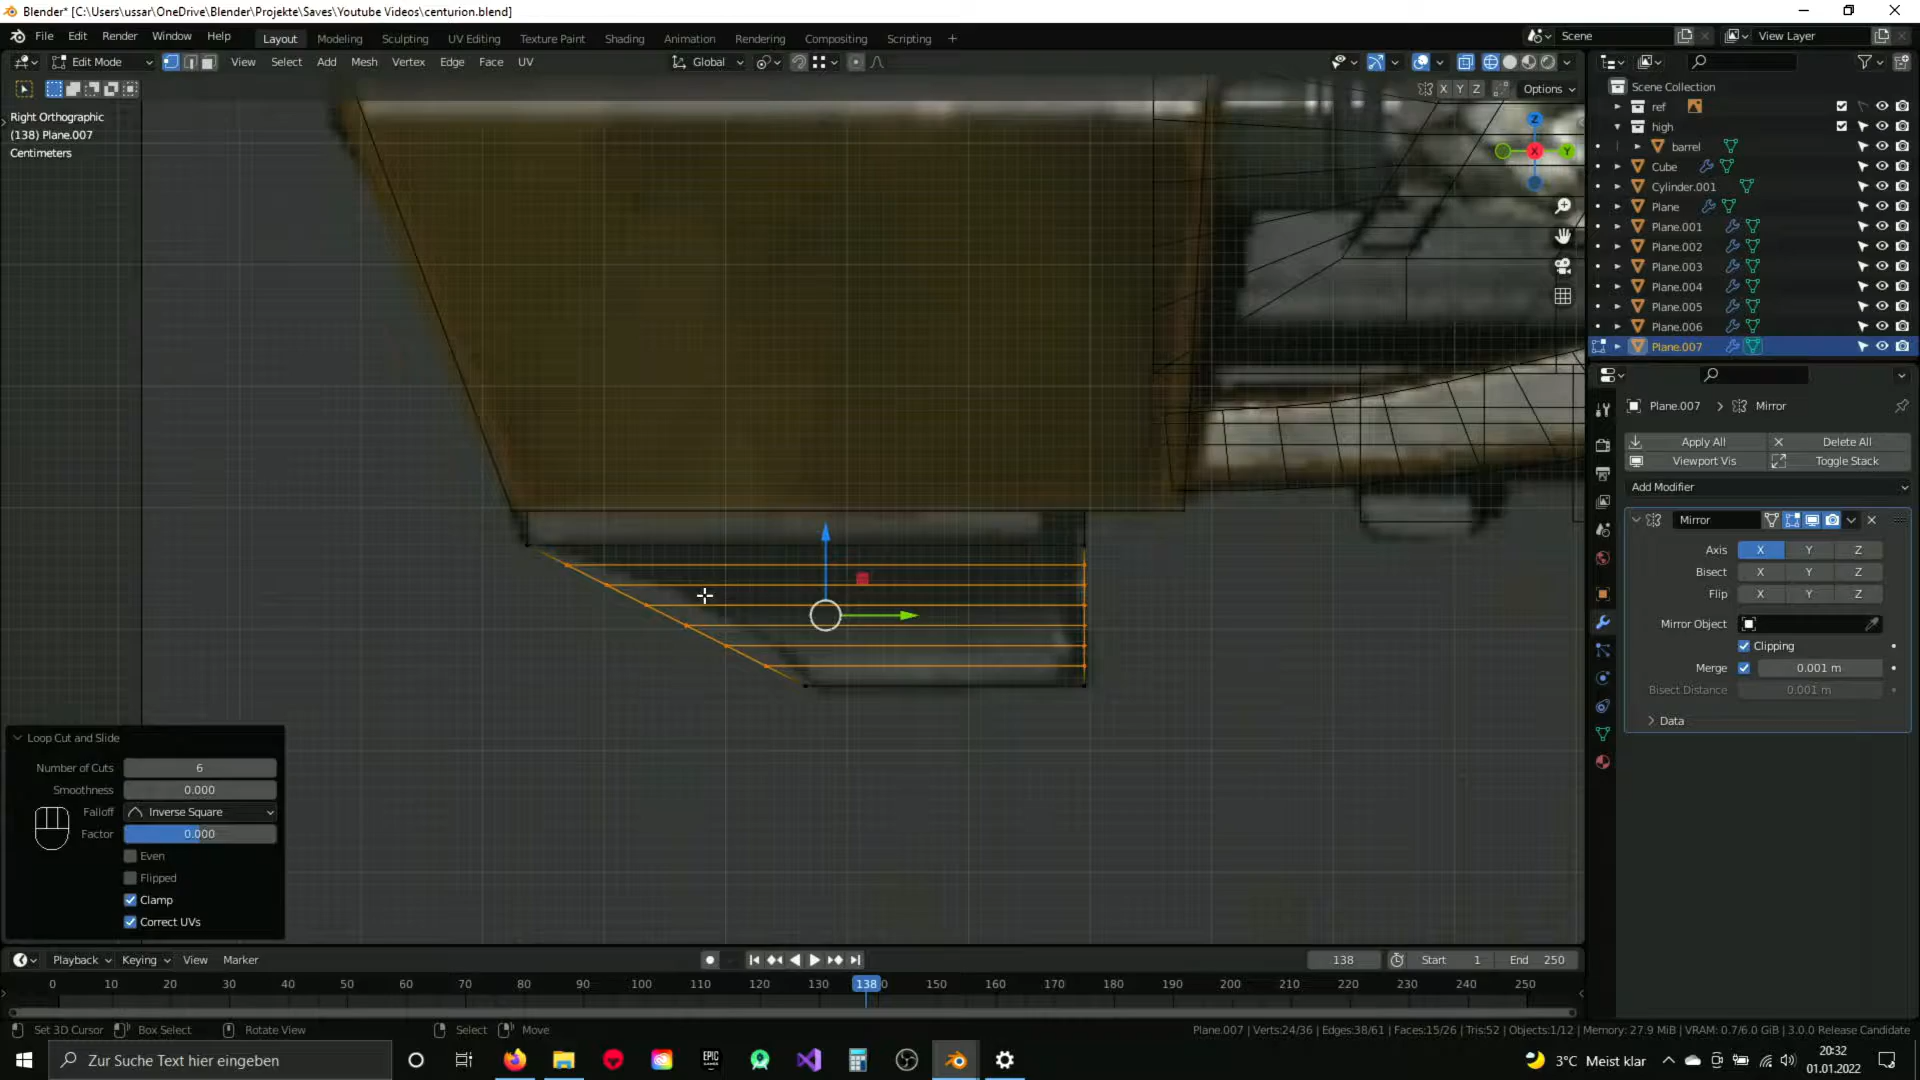 Blender* [C:\Users\ussar\OneDrive\Blender\Projekte\Saves\Youtube Videos\centurion.blend]
File Edit Render Window Help Layout Modeling Sculpting UV Editing Texture Paint Shading Animation Rendering Compositing Scripting + Scene View Layer
Edit Mode View Select Add Mesh Vertex Edge Face UV Global
X Y Z Options
Right Orthographic
(138) Plane.007
Centimeters
Z
X
Y
Scene Collection
ref
high
barrel
Cube
Cylinder.001
Plane
Plane.001
Plane.002
Plane.003
Plane.004
Plane.005
Plane.006
Plane.007
Plane.007 > Mirror
Apply All Delete All
Viewport Vis Toggle Stack
Add Modifier
Mirror
Axis X Y Z
Bisect X Y Z
Flip X Y Z
Mirror Object
Clipping
Merge 0.001 m
Bisect Distance 0.001 m
Data
Loop Cut and Slide
Number of Cuts 6
Smoothness 0.000
Falloff Inverse Square
Factor 0.000
Even
Flipped
Clamp
Correct UVs
Playback Keying View Marker 138 Start 1 End 250
0 10 20 30 40 50 60 70 80 90 100 110 120 130 138 0 150 160 170 180 190 200 210 220 230 240 250
Set 3D Cursor Box Select Rotate View Select Move Plane.007 | Verts:24/36 | Edges:38/61 | Faces:15/26 | Tris:52 | Objects:1/12 | Memory: 27.9 MiB | VRAM: 0.7/6.0 GiB | 3.0.0 Release Candidate
Zur Suche Text hier eingeben EPIC GAMES 3°C Meist klar 20:32
01.01.2022